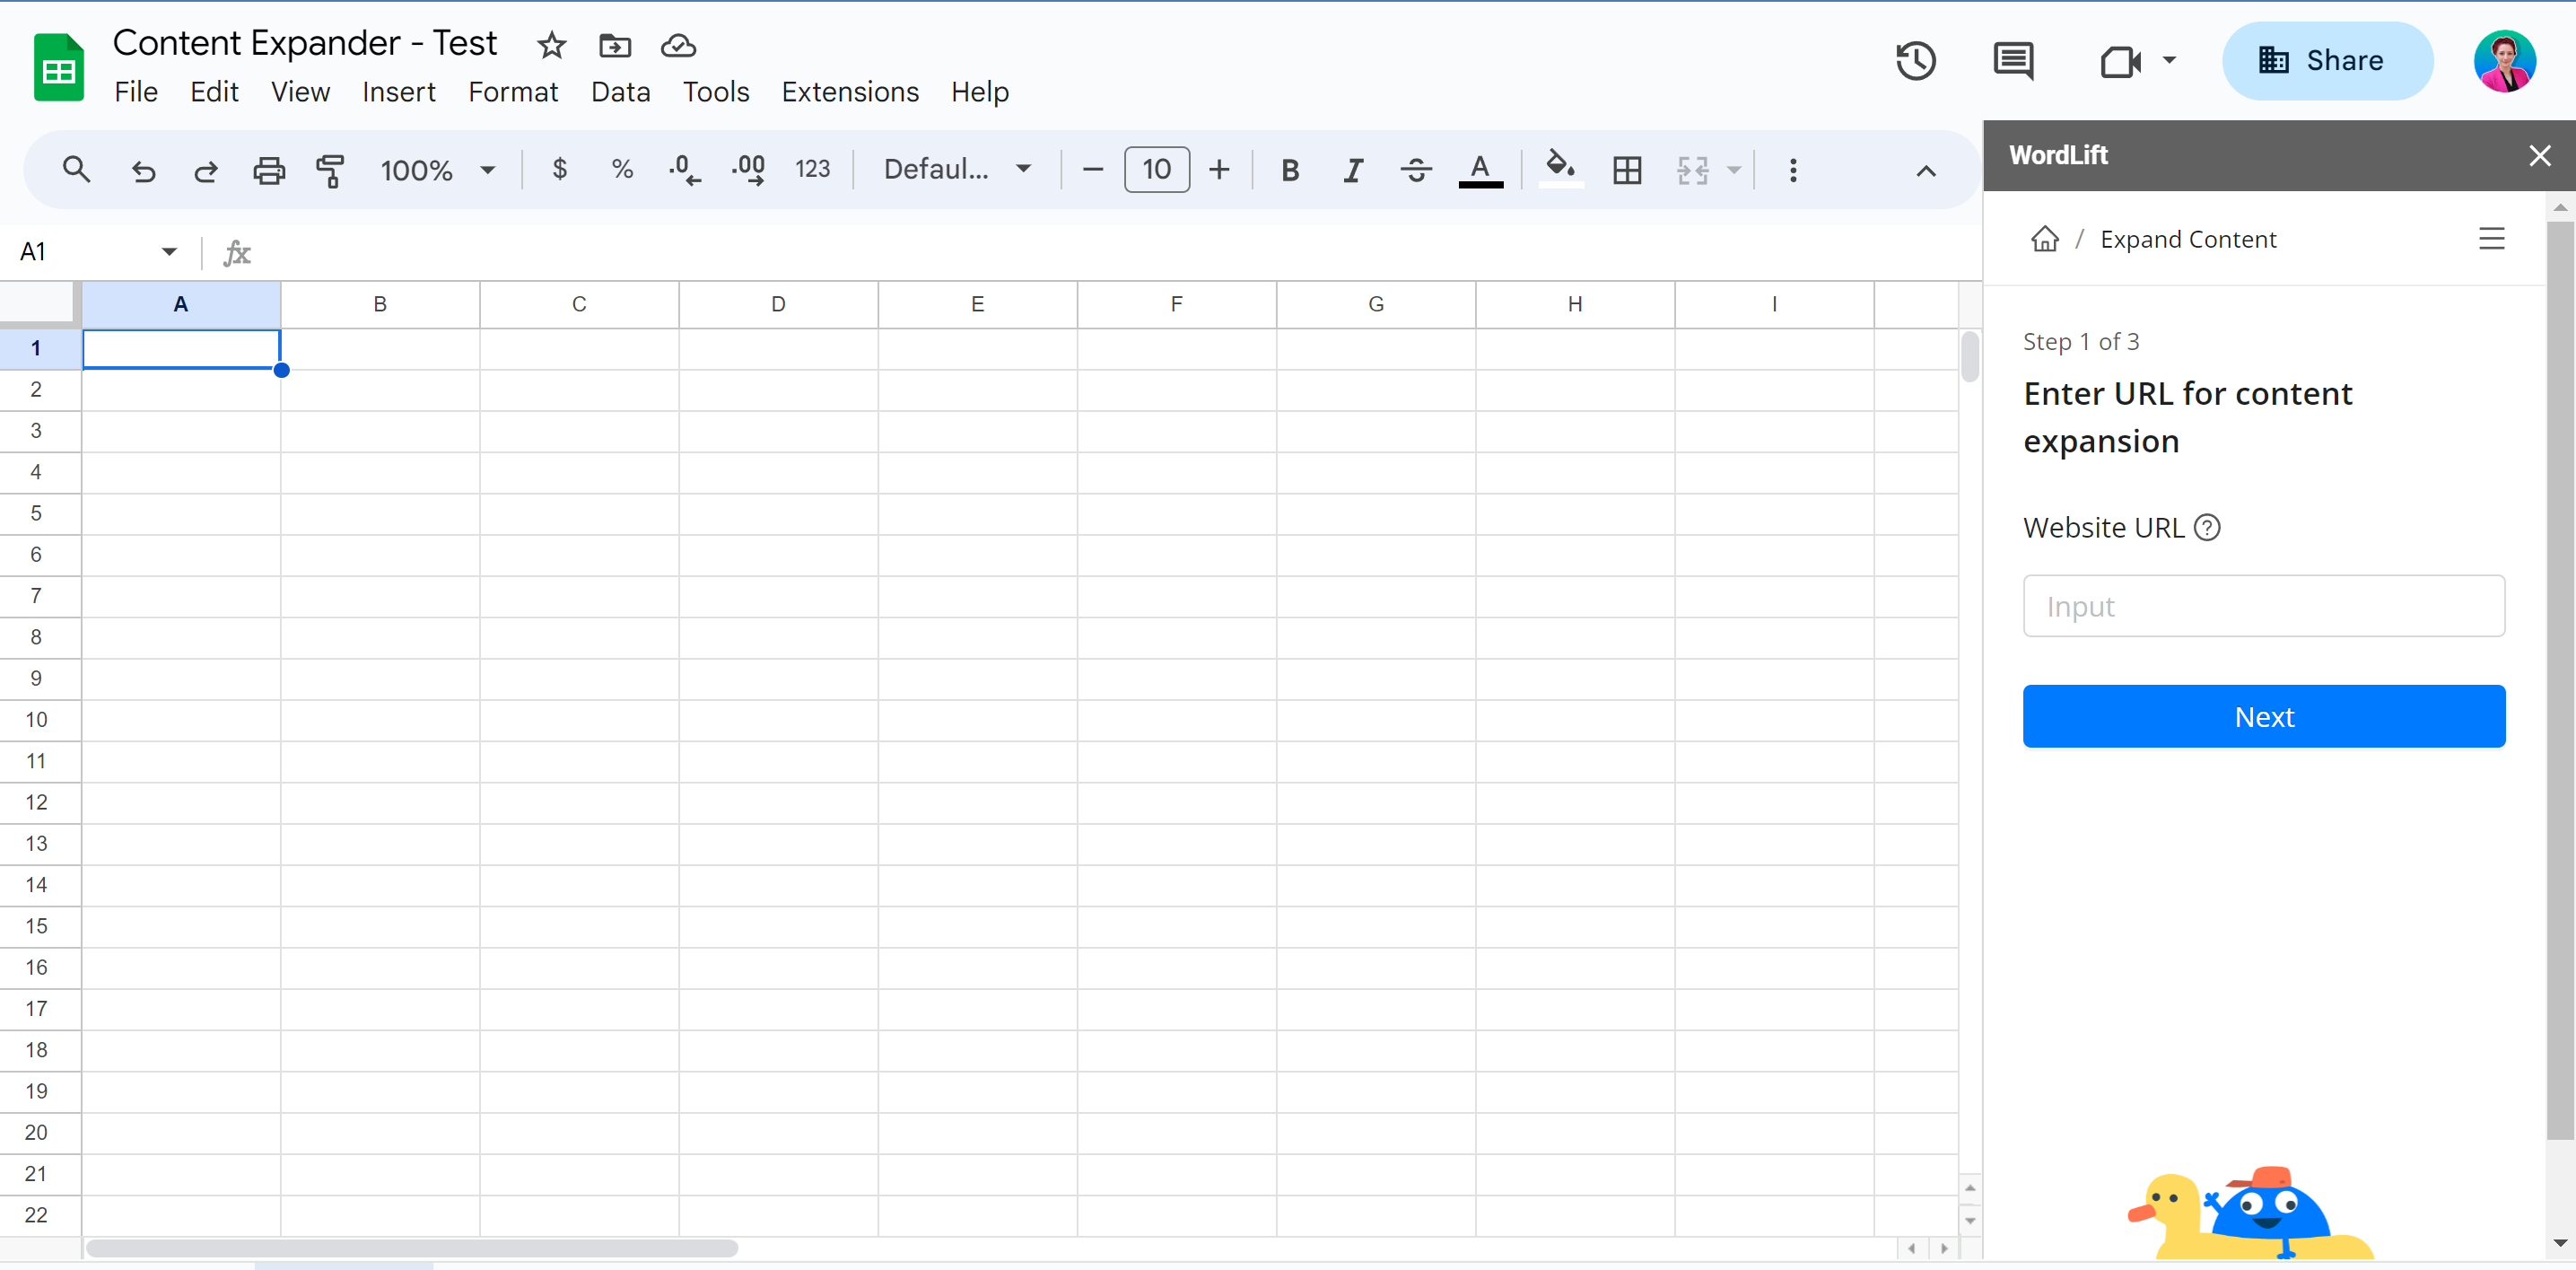 Content Expander - Test
File Edit View Insert Format Data Tools Extensions Help
Share
100% $ % .0 .00 123 Defaul... 10 B I A
WordLift
A1 fx
/ Expand Content
A B C D E F G H I
Step 1 of 3
Enter URL for content
expansion
Website URL ?
Input
Next
1
2
3
4
5
6
7
8
9
10
11
12
13
14
15
16
17
18
19
20
21
22